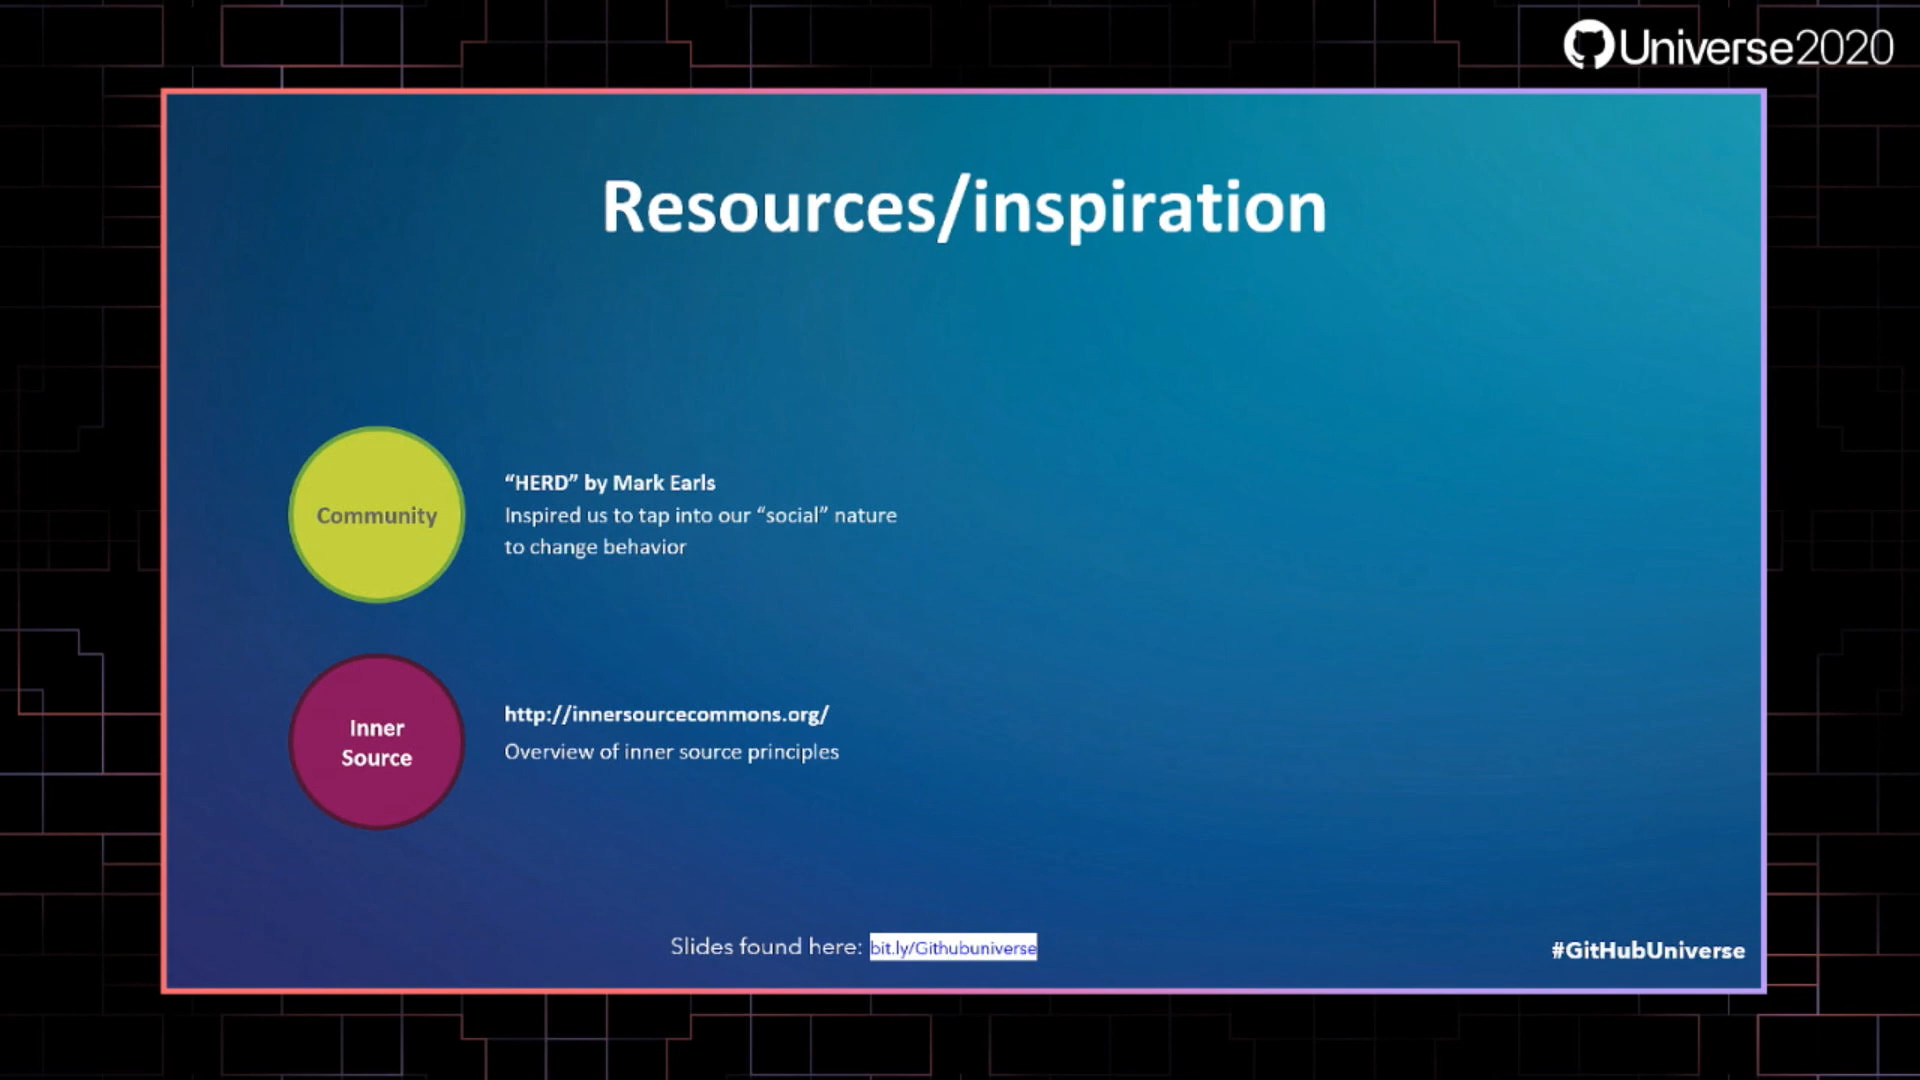 Universe2020
Resources/inspiration
Community
“HERD” by Mark Earls
Inspired us to tap into our “social” nature
to change behavior
Inner
Source
http://innersourcecommons.org/
Overview of inner source principles
Slides found here: bit.ly/Githubuniverse
#GitHubUniverse